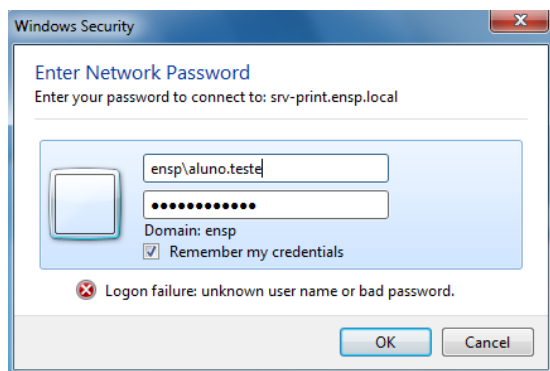 Windows Security
Enter Network Password
Enter your password to connect to: srv-print.ensp.local
ensp\aluno.teste
●●●●●●●●●●●●
Domain: ensp
Remember my credentials
Logon failure: unknown user name or bad password.
OK Cancel